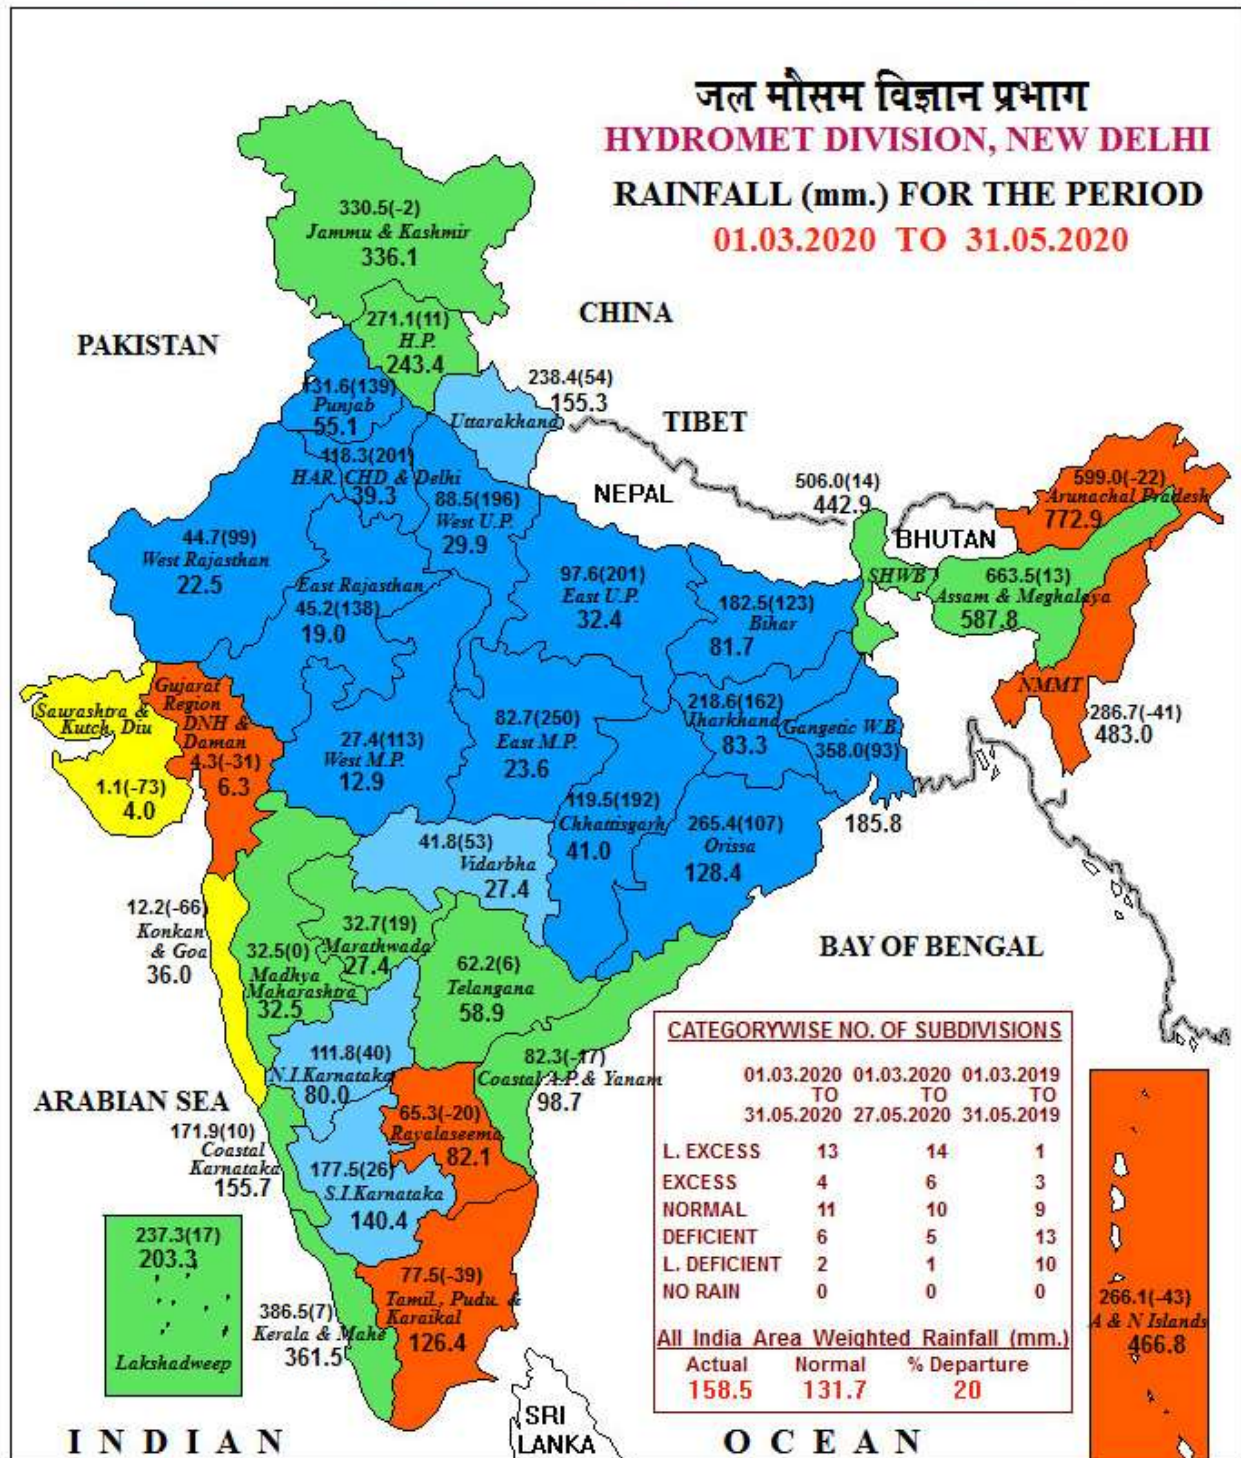 जल मौसम विज्ञान प्रभाग
HYDROMET DIVISION, NEW DELHI
RAINFALL (mm.) FOR THE PERIOD
01.03.2020 TO 31.05.2020
330.5(-2)
Jammu & Kashmir
336.1
271.1(11)
H.P.
243.4
CHINA
PAKISTAN
131.6(139)
Punjab
55.1
238.4(54)
155.3
Uttarakhand
TIBET
118.3(201)
HAR. CHD & Delhi
39.3
88.5(196)
West U.P.
29.9
NEPAL
506.0(14)
442.9
SHWB
BHUTAN
599.0(-22)
Arunachal Pradesh
772.9
663.5(13)
Assam & Meghalaya
587.8
NMMT
286.7(-41)
483.0
44.7(99)
West Rajasthan
22.5
East Rajasthan
45.2(138)
19.0
97.6(201)
East U.P.
32.4
182.5(123)
Bihar
81.7
Saurashtra &
Kutch, Diu
1.1(-73)
4.0
Gujarat
Region
DNH &
Daman
4.3(-31)
6.3
27.4(113)
West M.P.
12.9
82.7(250)
East M.P.
23.6
218.6(162)
Jharkhand
83.3
Gangetic W.B.
358.0(93)
185.8
119.5(192)
Chhattisgarh
41.0
265.4(107)
Orissa
128.4
41.8(53)
Vidarbha
27.4
12.2(-66)
Konkan
& Goa
36.0
32.5(0)
Madhya
Maharashtra
32.5
32.7(19)
Marathwada
27.4
62.2(6)
Telangana
58.9
BAY OF BENGAL
111.8(40)
N.I.Karnataka
80.0
82.3(-17)
Coastal A.P.& Yanam
98.7
ARABIAN SEA
171.9(10)
Coastal
Karnataka
155.7
65.3(-20)
Rayalaseema
82.1
177.5(26)
S.I.Karnataka
140.4
237.3(17)
203.3
Lakshadweep
386.5(7)
Kerala & Mahe
361.5
77.5(-39)
Tamil., Pudu. &
Karaikal
126.4
266.1(-43)
A & N Islands
466.8
CATEGORYWISE NO. OF SUBDIVISIONS
01.03.2020 01.03.2020 01.03.2019
TO TO TO
31.05.2020 27.05.2020 31.05.2019
L. EXCESS 13 14 1
EXCESS 4 6 3
NORMAL 11 10 9
DEFICIENT 6 5 13
L. DEFICIENT 2 1 10
NO RAIN 0 0 0
All India Area Weighted Rainfall (mm.)
Actual Normal % Departure
158.5 131.7 20
SRI
LANKA
INDIAN OCEAN